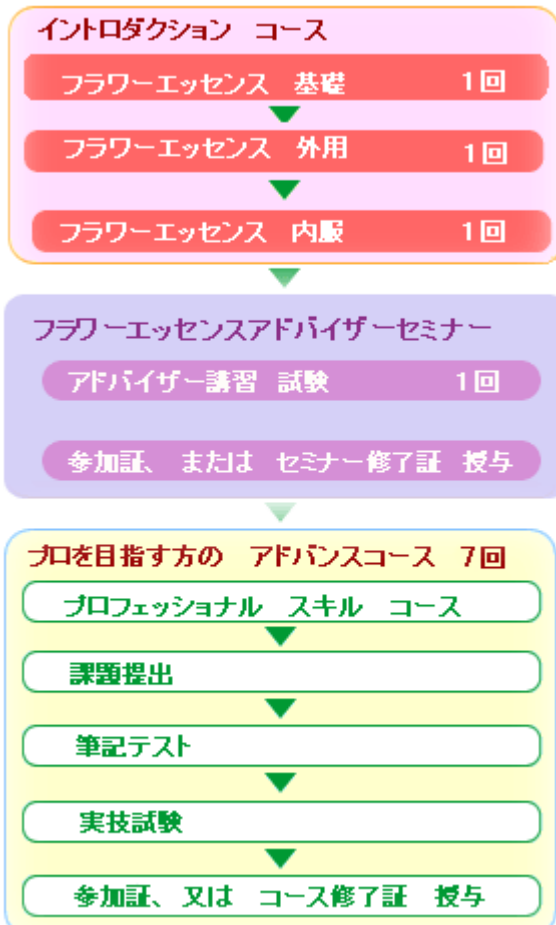 イントロダクション コース
フラワーエッセンス 基礎 1回
フラワーエッセンス 外用 1回
フラワーエッセンス 内服 1回
フラワーエッセンスアドバイザーセミナー
アドバイザー講習 試験 1回
参加証、または セミナー修了証 授与
プロを目指す方の アドバンスコース 7回
プロフェッショナル スキル コース
課題提出
筆記テスト
実技試験
参加証、又は コース修了証 授与